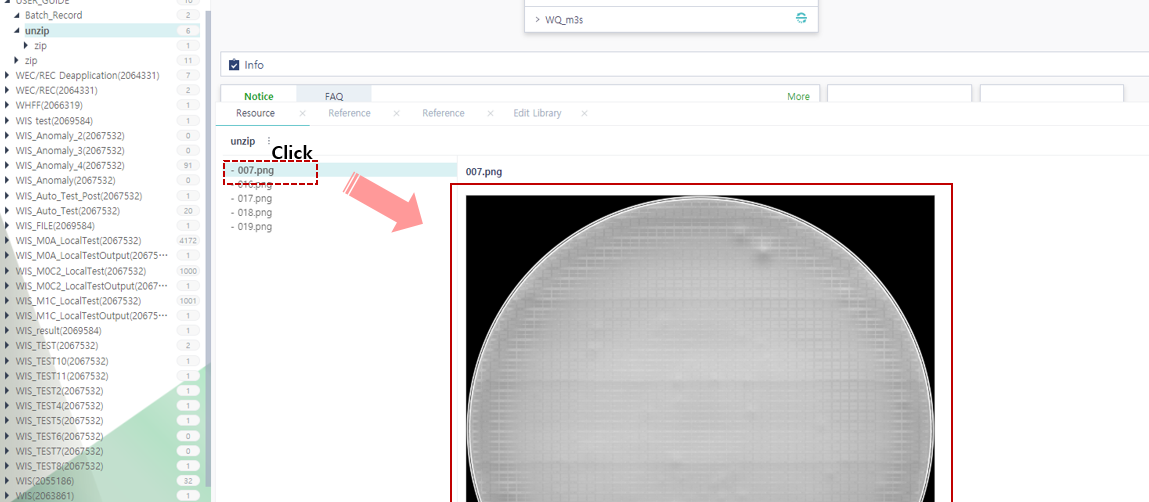 USER_GUIDE 10
Batch_Record 2
unzip 6
zip 1
zip 11
WEC/REC Deapplication(2064331) 7
WEC/REC(2064331) 2
WHFF(2066319) 1
WIS test(2069584) 1
WIS_Anomaly_2(2067532) 0
WIS_Anomaly_3(2067532) 0
WIS_Anomaly_4(2067532) 91
WIS_Anomaly(2067532) 0
WIS_Auto_Test_Post(2067532) 1
WIS_Auto_Test(2067532) 20
WIS_FILE(2069584) 1
WIS_M0A_LocalTest(2067532) 4172
WIS_M0A_LocalTestOutput(20675··· 1
WIS_M0C2_LocalTest(2067532) 1000
WIS_M0C2_LocalTestOutput(2067··· 1
WIS_M1C_LocalTest(2067532) 1001
WIS_M1C_LocalTestOutput(20675··· 1
WIS_result(2069584) 1
WIS_TEST(2067532) 2
WIS_TEST10(2067532) 1
WIS_TEST11(2067532) 1
WIS_TEST2(2067532) 1
WIS_TEST4(2067532) 1
WIS_TEST5(2067532) 1
WIS_TEST6(2067532) 0
WIS_TEST7(2067532) 0
WIS_TEST8(2067532) 1
WIS(2055186) 32
WIS(2063861) 1
> WQ_m3s
Info
Notice FAQ More
Resource × Reference × Reference × Edit Library ×
unzip ⋮
Click
- 007.png
- 016.png
- 017.png
- 018.png
- 019.png
007.png